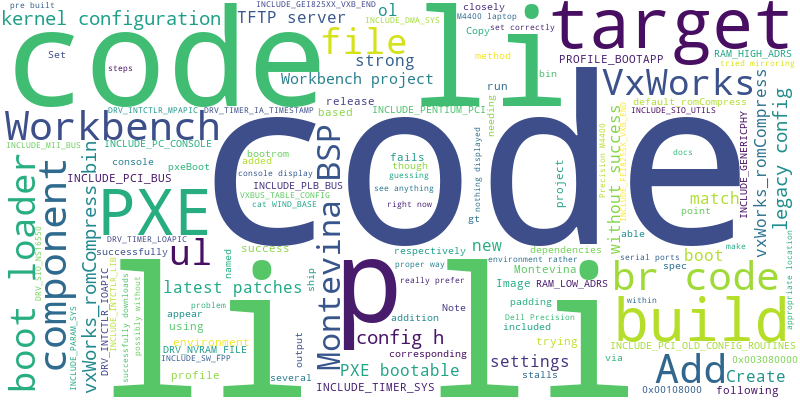 pre built
INCLUDE_GEI825XX_VXB_END
kernel configuration
TFTP server
ol
INCLUDE_DMA_SYS
closely
M4400 laptop
Copy
set correctly
target
code
li
Set
steps
file
strong
method
bin
Workbench project
PROFILE_BOOTAPP
RAM_HIGH_ADRS
tried mirroring
DRV_INTCTLR_MPAPIC
DRV_TIMER_IA_TIMESTAMP
release
based
run
needing
INCLUDE_PENTIUM_PCI
VxWorks
default romCompress
INCLUDE_SIO_UTILS
Workbench
code
INCLUDE_MII_BUS
INCLUDE_PC_CONSOLE
console
pxeBoot
bootrom
added
console display
fails
though
guessing
nothing displayed
project
without success
Precision M4400
docs
INCLUDE_GENERICPHY
vxWorks_romCompress
legacy config
boot loader
component
vxWorks_romCompress bin
INCLUDE_PCI_BUS
INCLUDE_PLB_BUS
VXBUS_TABLE_CONFIG
cat WIND_BASE
see anything
right now
match
point
PXE
Montevina BSP
gt
DRV_SIO_NS16550
DRV_TIMER_LOAPIC
successfully
ul
success
respectively
new
dependencies
able
serial ports
make
proper way
environment rather
boot
spec
appropriate location
DRV_INTCTLR_IOAPIC
INCLUDE_INTCTLR_LIB
successfully downloads
possibly without
named
ship
latest patches
p
really prefer
Montevina
Image
RAM_LOW_ADRS
br code
within
0x003080000
INCLUDE_PARAM_SYS
appear
problem
using
addition
padding
li
li
Note
Dell Precision
included
build
environment
config h
trying
INCLUDE_PCI_OLD_CONFIG_ROUTINES
DRV_NVRAM_FILE
INCLUDE_SW_FPP
output
corresponding
profile
several
PXE bootable
stalls
settings
via
Add
Create
INCLUDE_TIMER_SYS
0x00108000
following